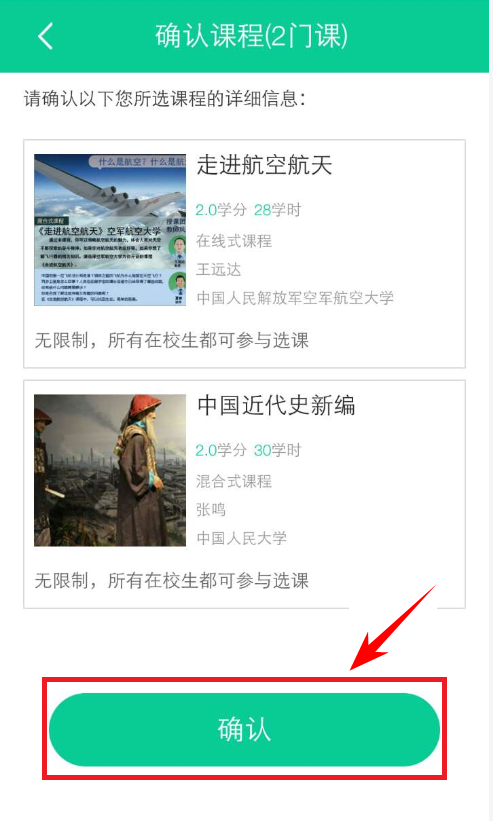 确认课程(2门课)
请确认以下您所选课程的详细信息：
什么是航空？什么是航
混合式课程
《走进航空航天》空军航空大学
走进航空航天
2.0学分 28学时
在线式课程
王远达
中国人民解放军空军航空大学
无限制，所有在校生都可参与选课
中国近代史新编
2.0学分 30学时
混合式课程
张鸣
中国人民大学
无限制，所有在校生都可参与选课
确认